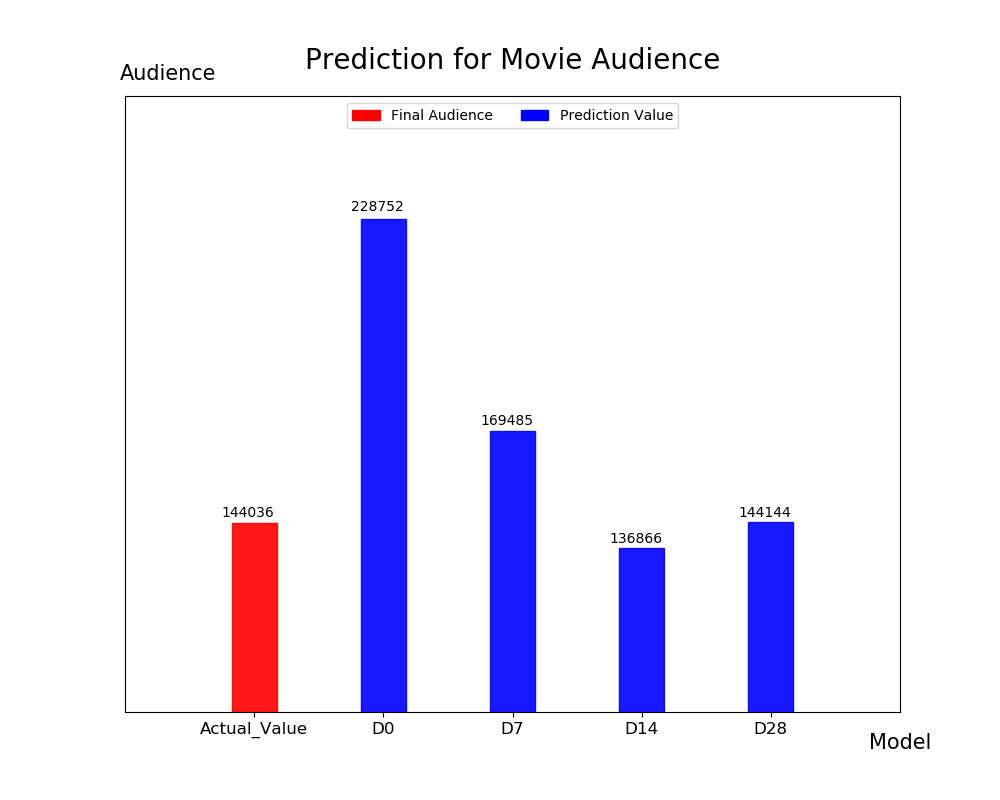 Prediction for Movie Audience
Audience
Final Audience Prediction Value
228752
169485
144036
136866
144144
Actual_Value D0 D7 D14 D28
Model